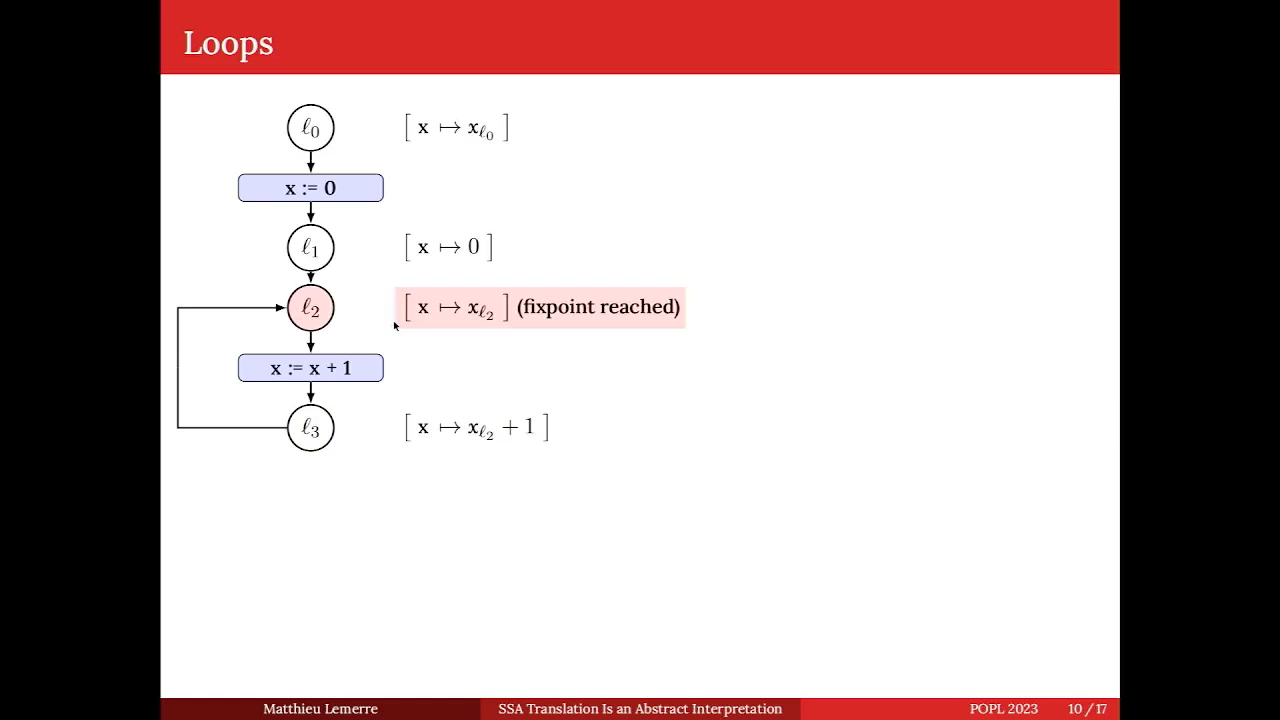 Loops
ℓ0 [ x ↦ xℓ0 ]
x := 0
ℓ1 [ x ↦ 0 ]
ℓ2 [ x ↦ xℓ2 ] (fixpoint reached)
x := x + 1
ℓ3 [ x ↦ xℓ2 + 1 ]
Matthieu Lemerre SSA Translation Is an Abstract Interpretation POPL 2023 10 / 17